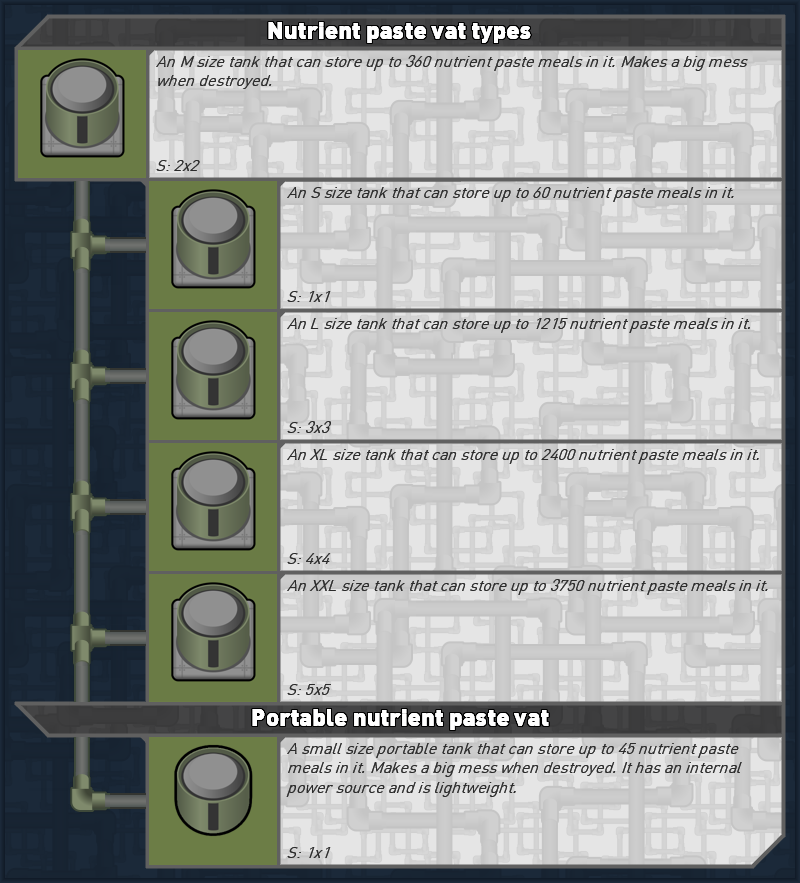 Nutrient paste vat types
An M size tank that can store up to 360 nutrient paste meals in it. Makes a big mess
when destroyed.
S: 2x2
An S size tank that can store up to 60 nutrient paste meals in it.
S: 1x1
An L size tank that can store up to 1215 nutrient paste meals in it.
S: 3x3
An XL size tank that can store up to 2400 nutrient paste meals in it.
S: 4x4
An XXL size tank that can store up to 3750 nutrient paste meals in it.
S: 5x5
Portable nutrient paste vat
A small size portable tank that can store up to 45 nutrient paste
meals in it. Makes a big mess when destroyed. It has an internal
power source and is lightweight.
S: 1x1